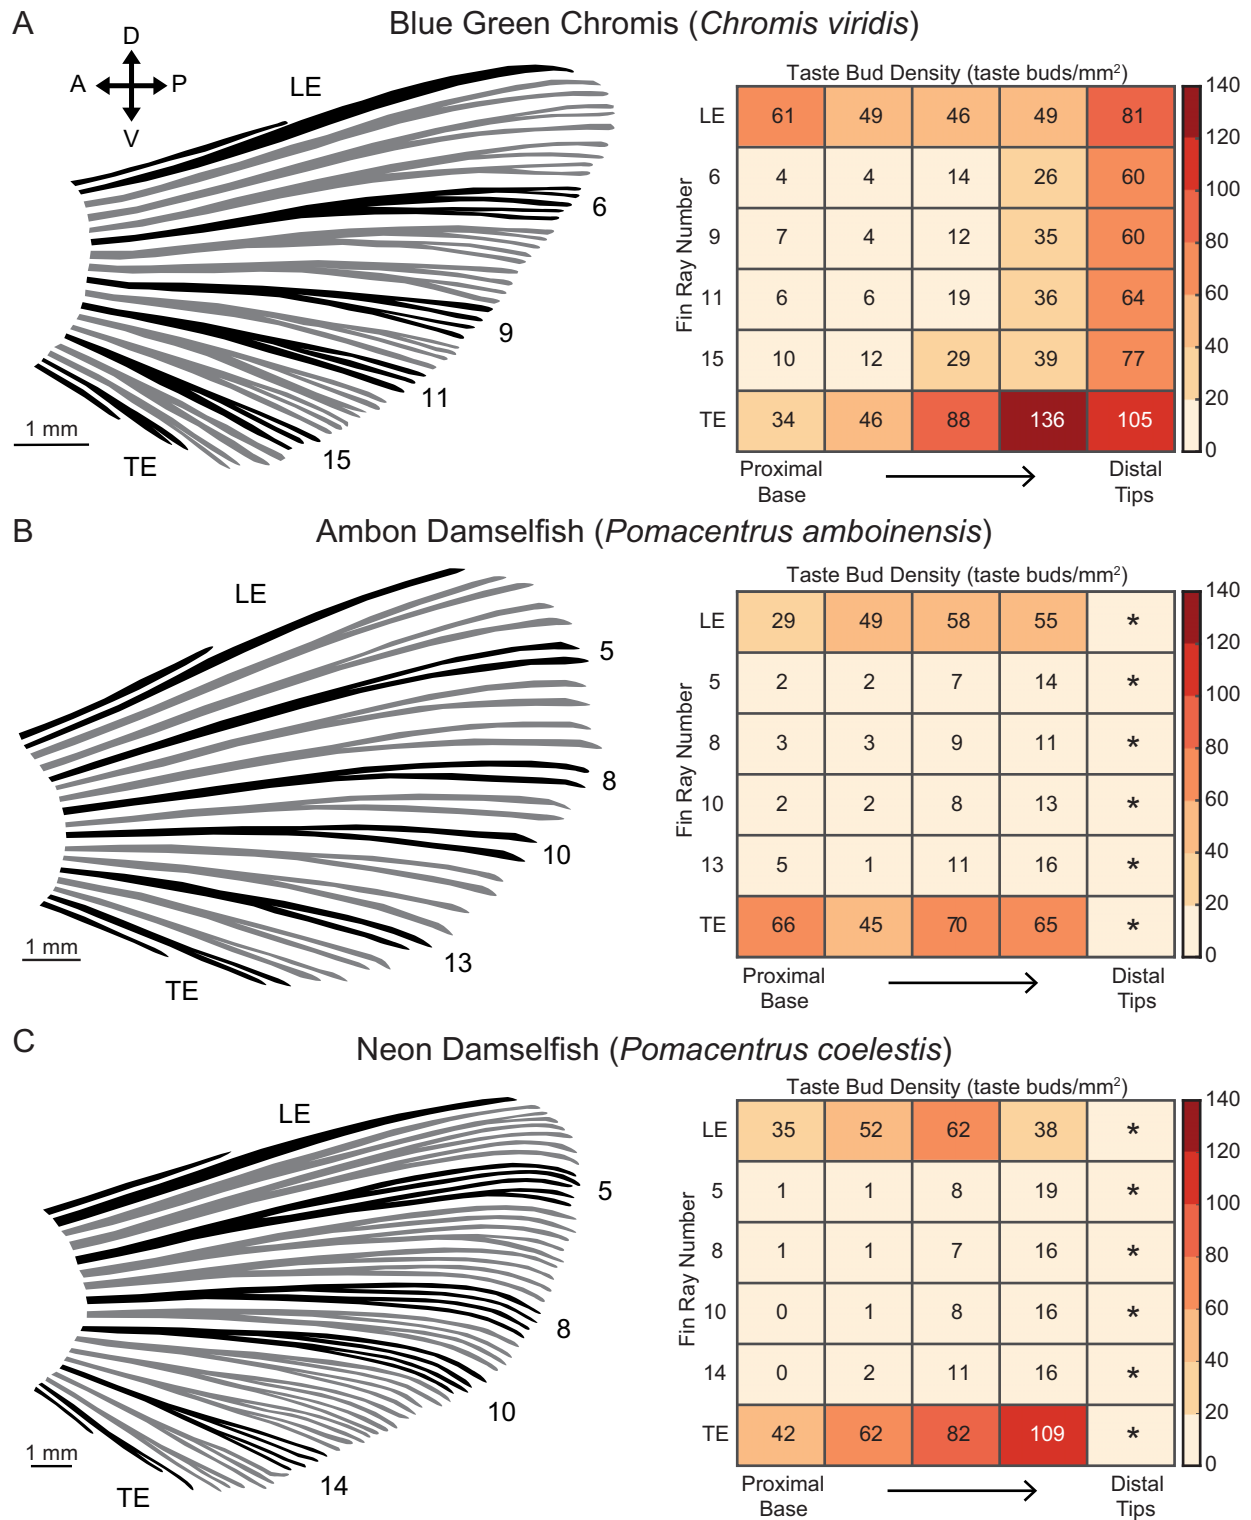 A
Blue Green Chromis (Chromis viridis)
D
A P
V
LE
6
9
11
15
TE
1 mm
Taste Bud Density (taste buds/mm²)
Fin Ray Number
LE 61 49 46 49 81
6 4 4 14 26 60
9 7 4 12 35 60
11 6 6 19 36 64
15 10 12 29 39 77
TE 34 46 88 136 105
Proximal Distal
Base Tips
140
120
100
80
60
40
20
0
B
Ambon Damselfish (Pomacentrus amboinensis)
LE
5
8
10
13
TE
1 mm
Taste Bud Density (taste buds/mm²)
Fin Ray Number
LE 29 49 58 55 *
5 2 2 7 14 *
8 3 3 9 11 *
10 2 2 8 13 *
13 5 1 11 16 *
TE 66 45 70 65 *
Proximal Distal
Base Tips
140
120
100
80
60
40
20
0
C
Neon Damselfish (Pomacentrus coelestis)
LE
5
8
10
14
TE
1 mm
Taste Bud Density (taste buds/mm²)
Fin Ray Number
LE 35 52 62 38 *
5 1 1 8 19 *
8 1 1 7 16 *
10 0 1 8 16 *
14 0 2 11 16 *
TE 42 62 82 109 *
Proximal Distal
Base Tips
140
120
100
80
60
40
20
0